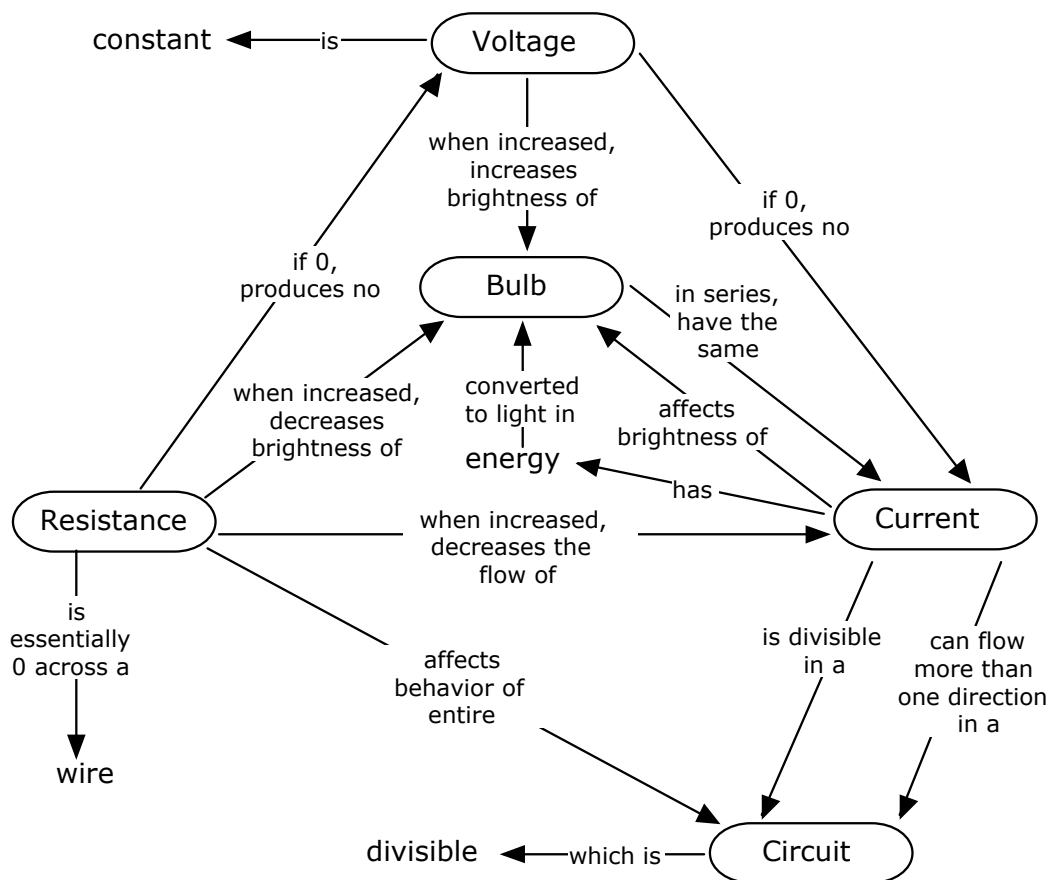 constant
is
Voltage
when increased,
increases
brightness of
if 0,
produces no
if 0,
produces no
Bulb
in series,
have the
same
when increased,
decreases
brightness of
converted
to light in
affects
brightness of
energy
has
Resistance
when increased,
decreases the
flow of
Current
is
essentially
0 across a
affects
behavior of
entire
is divisible
in a
can flow
more than
one direction
in a
wire
divisible
which is
Circuit